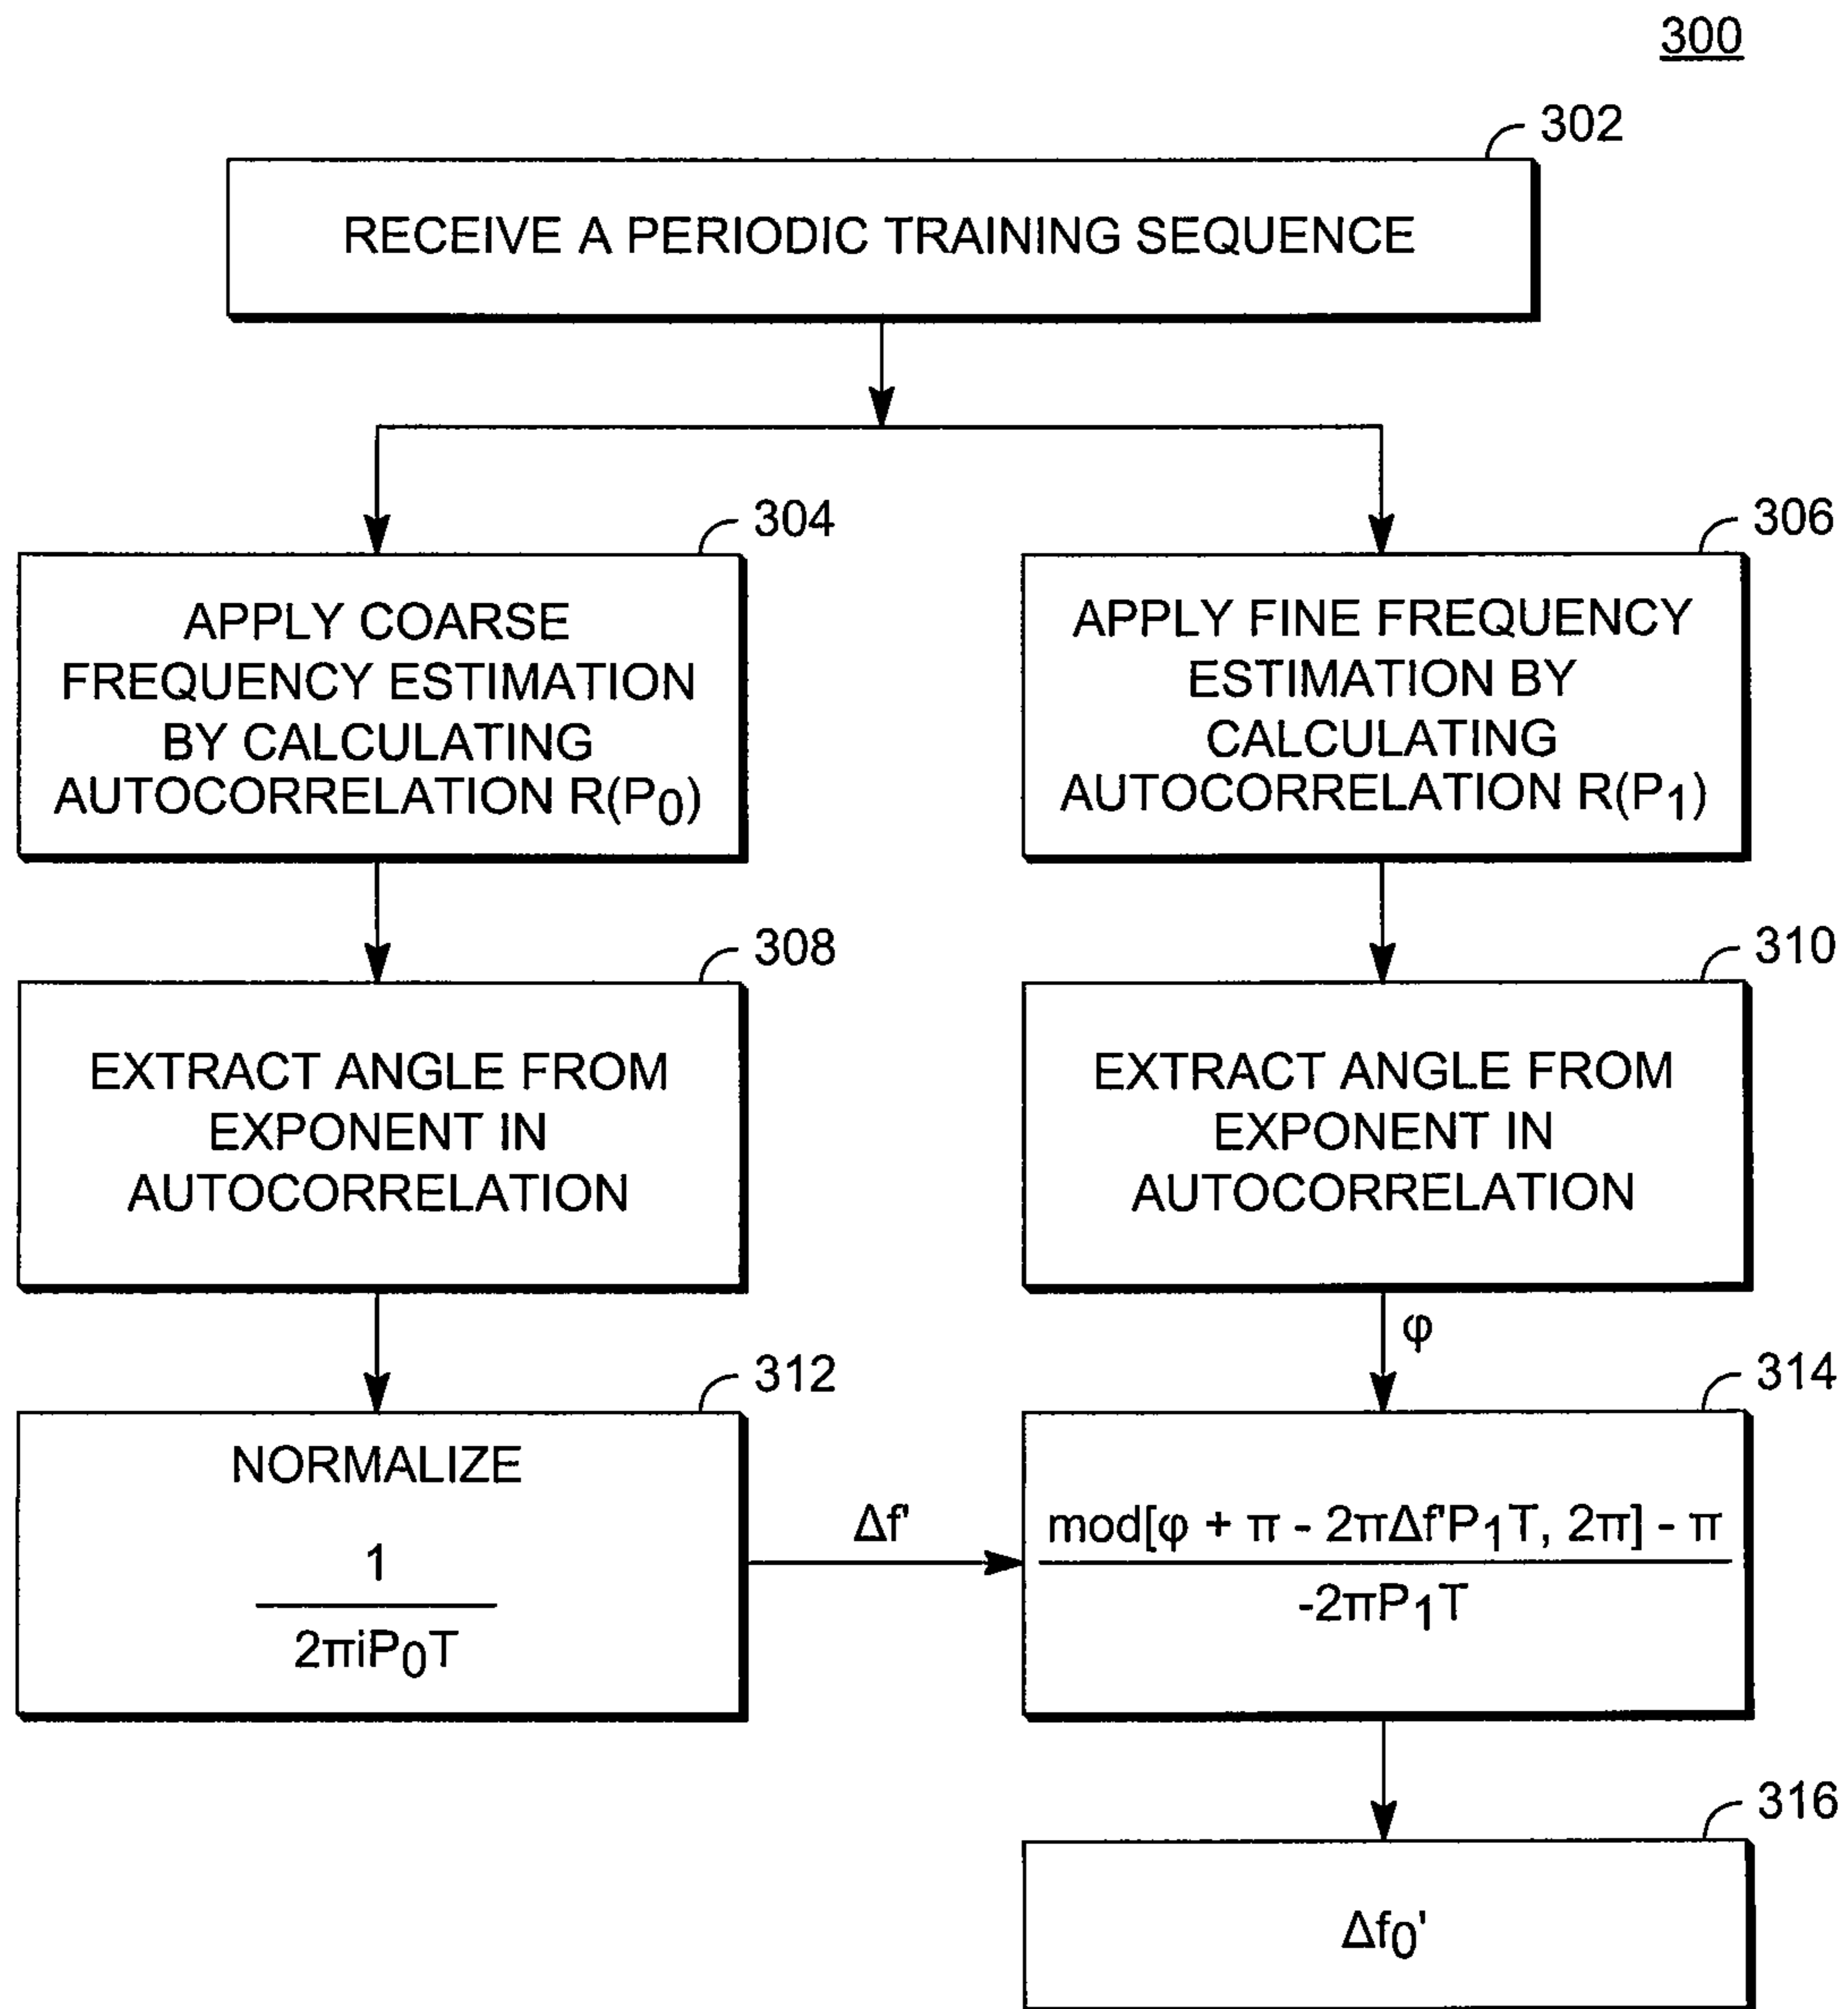 300
302
RECEIVE A PERIODIC TRAINING SEQUENCE
304
APPLY COARSE
FREQUENCY ESTIMATION
BY CALCULATING
AUTOCORRELATION R(P₀)
306
APPLY FINE FREQUENCY
ESTIMATION BY
CALCULATING
AUTOCORRELATION R(P₁)
308
EXTRACT ANGLE FROM
EXPONENT IN
AUTOCORRELATION
310
EXTRACT ANGLE FROM
EXPONENT IN
AUTOCORRELATION
φ
312
NORMALIZE
1
2πiP₀T
Δf'
314
mod[φ + π - 2πΔf'P₁T, 2π] - π
-2πP₁T
316
Δf₀'